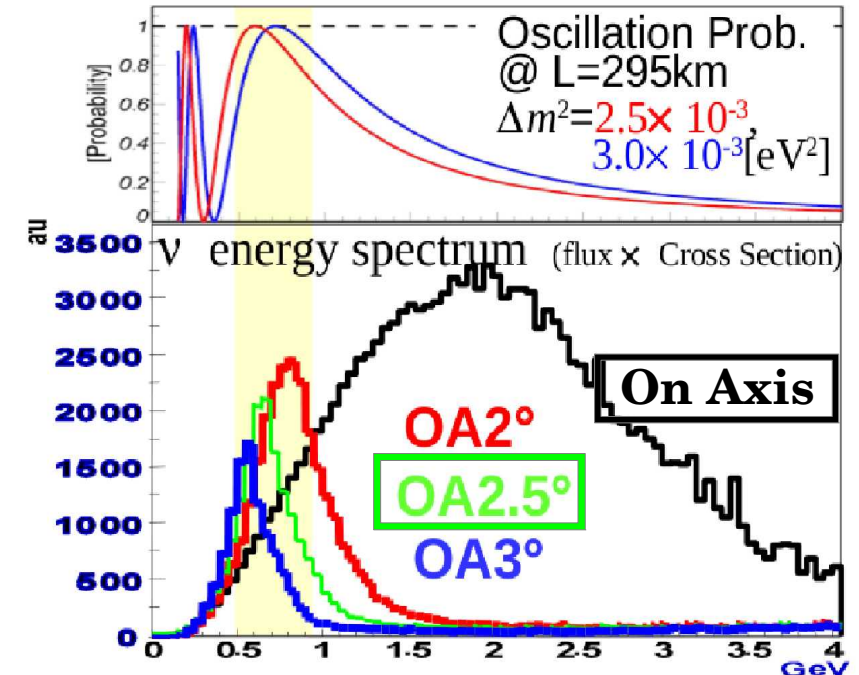 Oscillation Prob.
@ L=295km
Δm²=2.5× 10⁻³,
3.0× 10⁻³[eV²]
[Probability]
1
0.8
0.6
0.4
0.2
0
au
ν energy spectrum (flux × Cross Section)
3500
3000
2500
2000
1500
1000
500
0
On Axis
OA2°
OA2.5°
OA3°
0 0.5 1 1.5 2 2.5 3 3.5 4
GeV